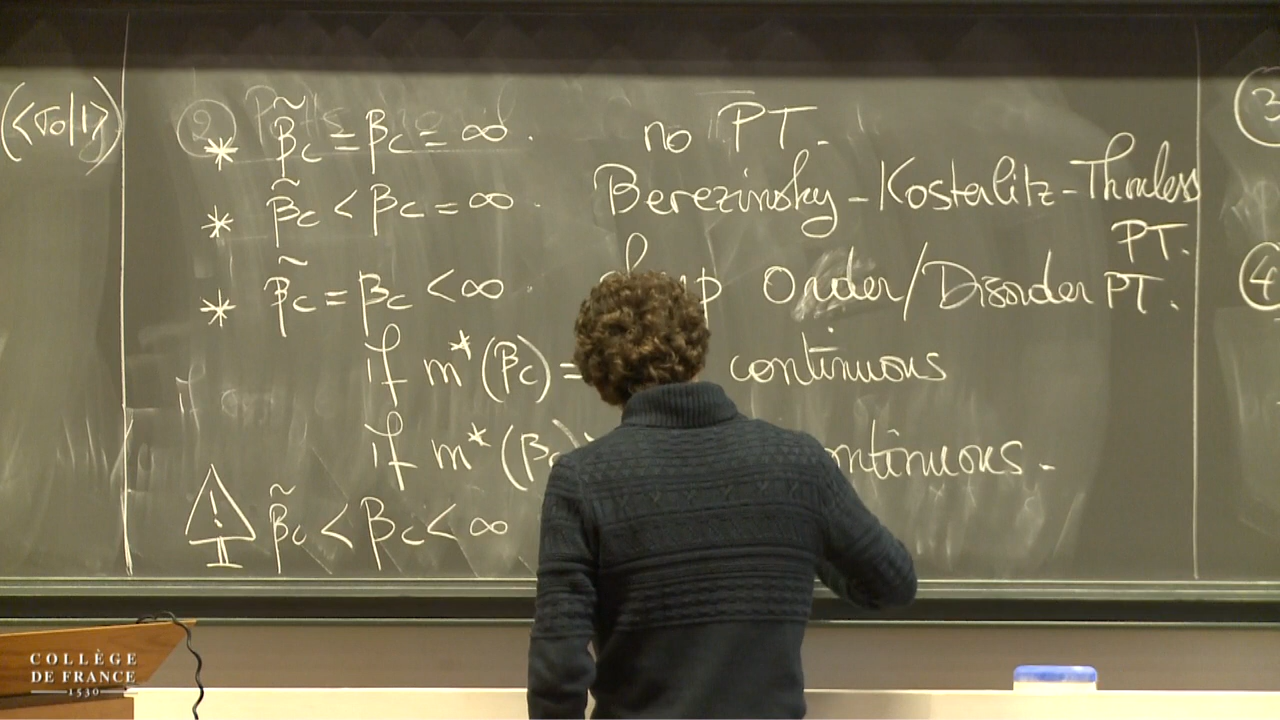 (<σ0|1>)
* β̃c = βc = ∞. no PT.
* β̃c < βc = ∞. Berezinsky-Kosterlitz-Thouless PT.
* β̃c = βc < ∞. Order/Disorder PT.
if m*(βc) = continuous
if m*(βc) continuous.
! β̃c < βc < ∞
3
4
COLLÈGE
DE FRANCE
1530